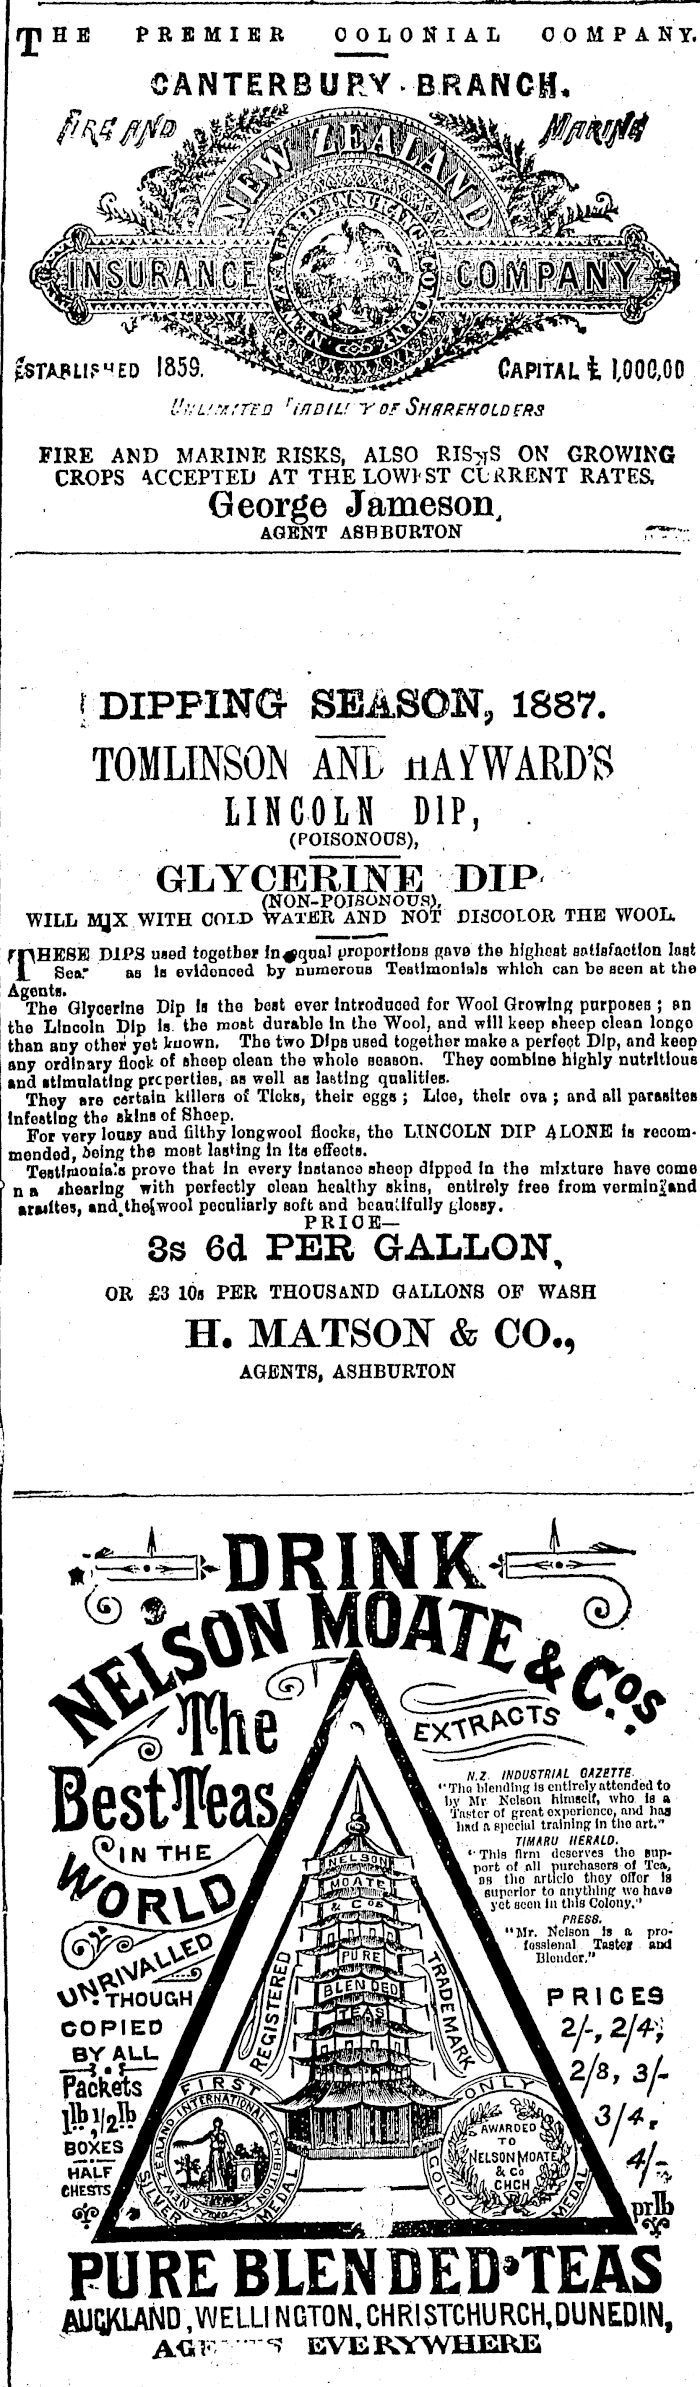 THE PREMIER COLONIAL COMPANY.
CANTERBURY BRANCH.
FIRE AND MARINE
NEW ZEALAND
NEW ZEALAND INSURANCE COMPANY
INSURANCE COMPANY
ESTABLISHED 1859. CAPITAL £1,000,00
UNLIMITED LIABILITY OF SHAREHOLDERS
FIRE AND MARINE RISKS, ALSO RISKS ON GROWING
CROPS ACCEPTED AT THE LOWEST CURRENT RATES.
George Jameson,
AGENT ASHBURTON
DIPPING SEASON, 1887.
TOMLINSON AND HAYWARD'S
LINCOLN DIP,
(POISONOUS),
GLYCERINE DIP
(NON-POISONOUS),
WILL MIX WITH COLD WATER AND NOT DISCOLOR THE WOOL.
THESE DIPS used together in equal proportions gave the highest satisfaction last
Sea as is evidenced by numerous Testimonials which can be seen at the
Agents.
The Glycerine Dip is the best ever introduced for Wool Growing purposes; an
the Lincoln Dip is the most durable in the Wool, and will keep sheep clean longe
than any other yet known. The two Dips used together make a perfect Dip, and keep
any ordinary flock of sheep clean the whole season. They combine highly nutritious
and stimulating properties, as well as lasting qualities.
They are certain killers of Ticks, their eggs; Lice, their ova; and all parasites
infesting the skins of Sheep.
For very lousy and filthy longwool flocks, the LINCOLN DIP ALONE is recom-
mended, being the most lasting in its effects.
Testimonials prove that in every instance sheep dipped in the mixture have come
n a shearing with perfectly clean healthy skins, entirely free from vermin and
arasites, and the wool peculiarly soft and beautifully glossy.
PRICE—
3s 6d PER GALLON,
OR £3 10s PER THOUSAND GALLONS OF WASH
H. MATSON & CO.,
AGENTS, ASHBURTON
DRINK
NELSON MOATE & Cos.
The
Best Teas
IN THE
WORLD
UNRIVALLED
THOUGH
COPIED
BY ALL
Packets
1lb, 1/2lb
BOXES
HALF
CHESTS
EXTRACTS
N.Z. INDUSTRIAL GAZETTE.
"The blending is entirely attended to
by Mr Nelson himself, who is a
Taster of great experience, and has
had a special training in the art."
TIMARU HERALD.
"This firm deserves the sup-
port of all purchasers of Tea,
as the article they offer is
superior to anything we have
yet seen in this Colony."
PRESS.
"Mr. Nelson is a pro-
fessional Taster and
Blender."
PRICES
2/-, 2/4,
2/8, 3/-
3/4,
4/-,
pr lb
NELSON
MOATE
& Cos
PURE
BLENDED
TEAS
REGISTERED TRADEMARK
FIRST SILVER MEDAL
NEW ZEALAND INTERNATIONAL EXHIBITION
ONLY GOLD MEDAL
AWARDED
TO
NELSON MOATE
& Co
CHCH
PURE BLENDED TEAS
AUCKLAND, WELLINGTON, CHRISTCHURCH, DUNEDIN,
AGENTS EVERYWHERE